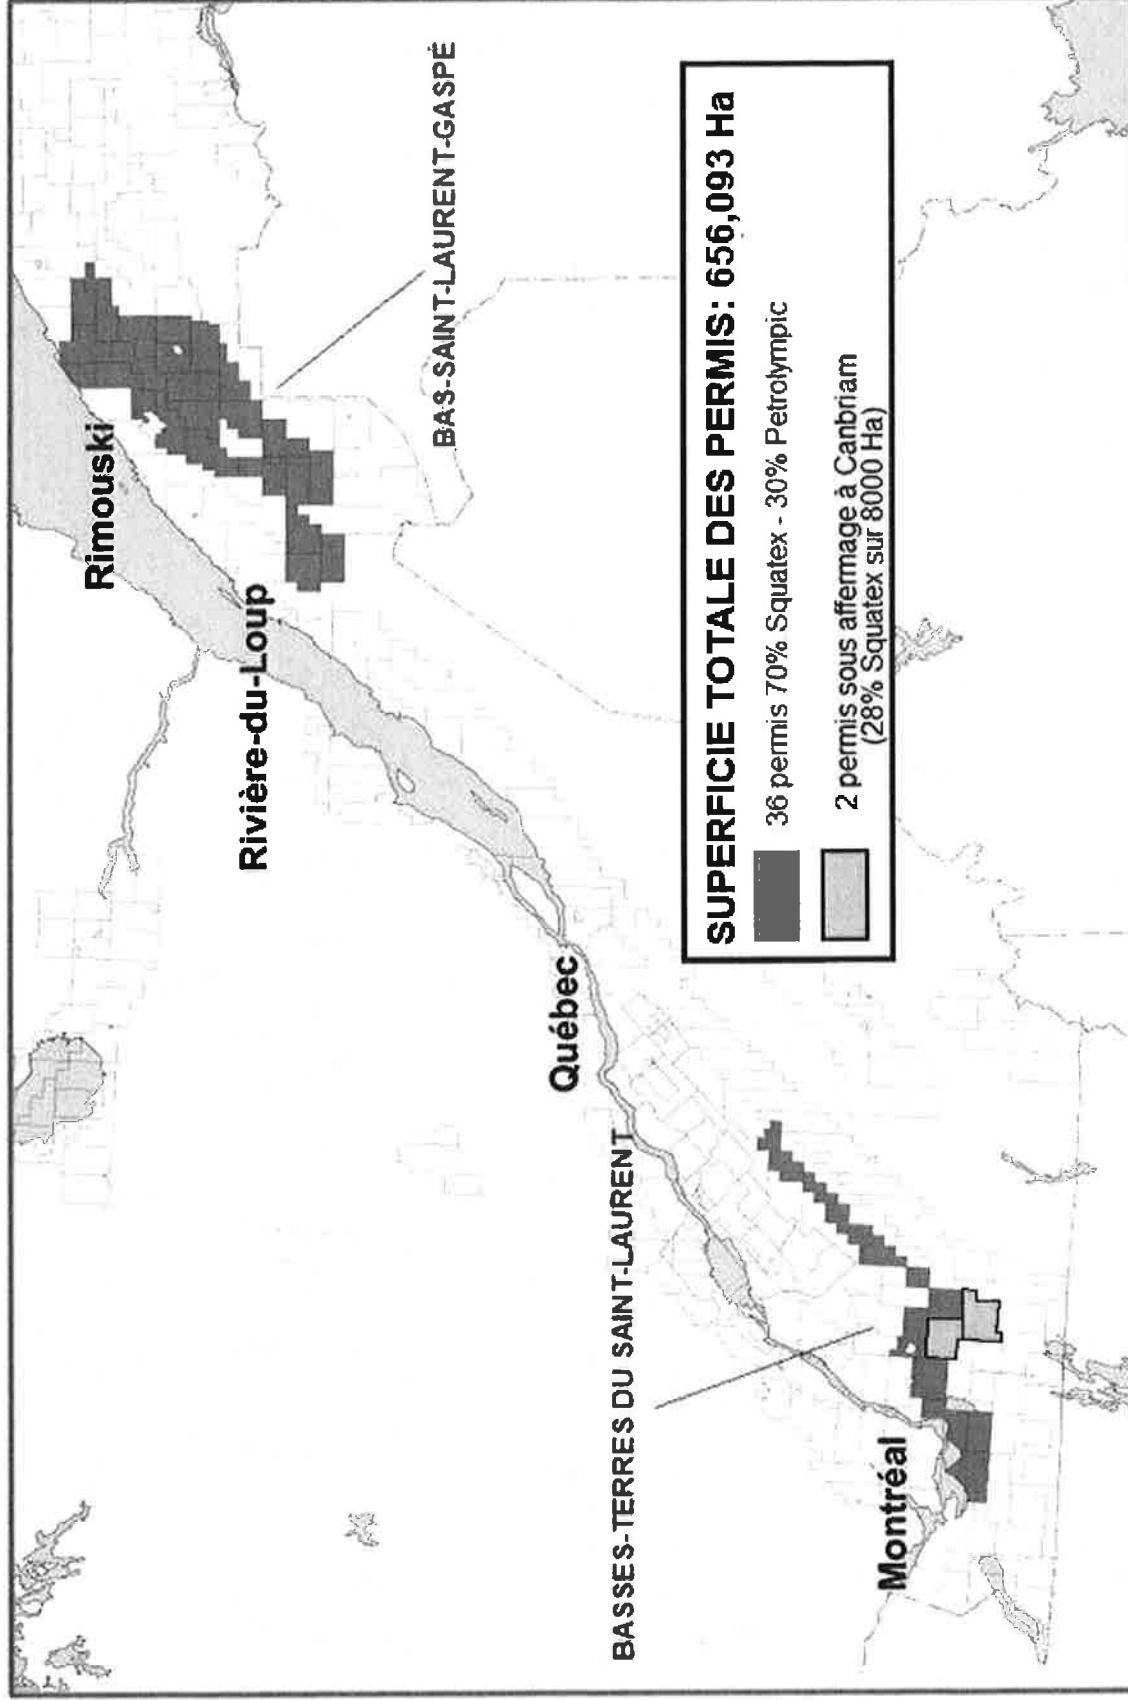 Rimouski
BAS-SAINT-LAURENT-GASPÉ
Rivière-du-Loup
Québec
BASSES-TERRES DU SAINT-LAURENT
Montréal
SUPERFICIE TOTALE DES PERMIS: 656,093 Ha
36 permis 70% Squatex - 30% Petrolympic
2 permis sous affermage à Canbriam
(28% Squatex sur 8000 Ha)